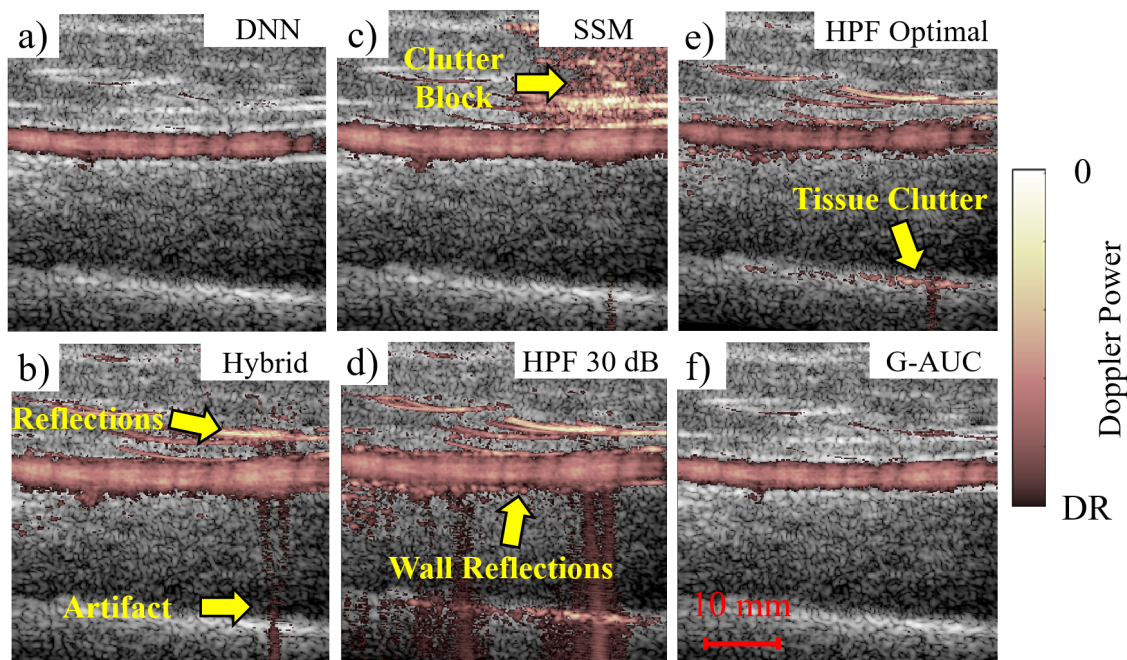 a)
DNN
c)
SSM
Clutter
Block
e)
HPF Optimal
Tissue Clutter
b)
Hybrid
Reflections
Artifact
d)
HPF 30 dB
Wall Reflections
f)
G-AUC
10 mm
0
Doppler Power
DR